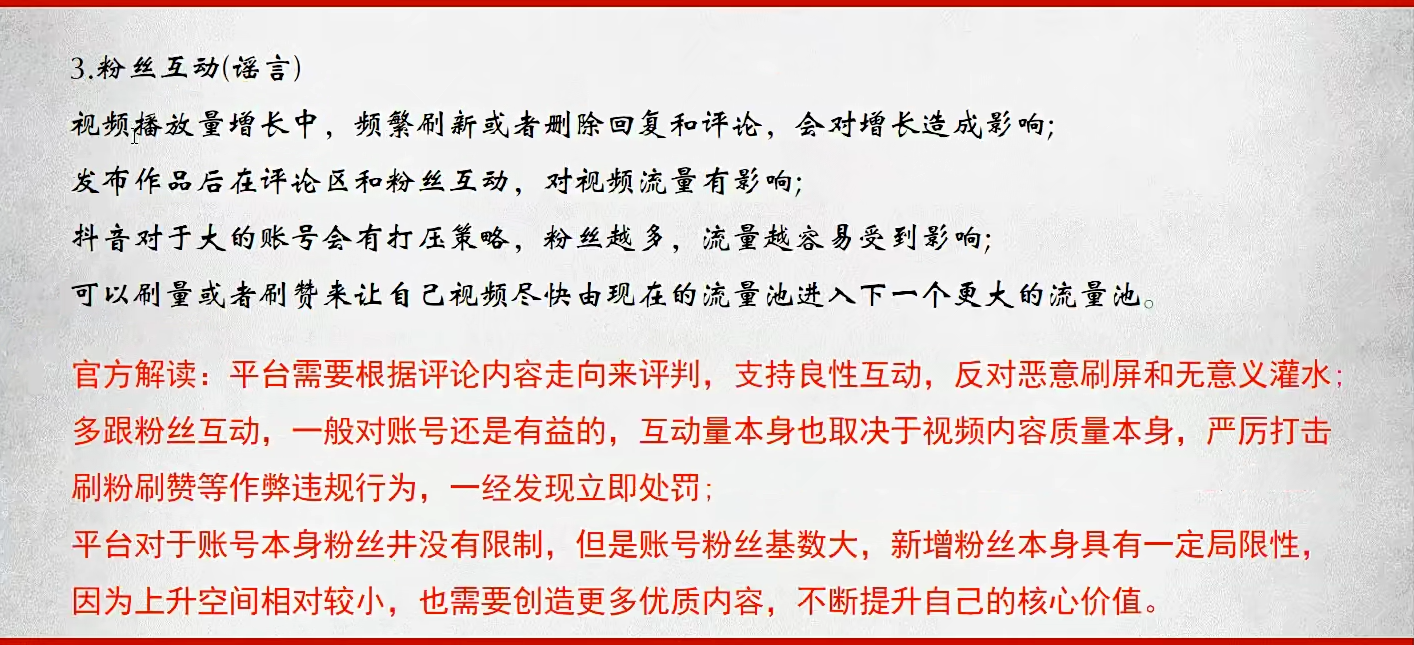 3.粉丝互动(谣言)
视频播放量增长中，频繁刷新或者删除回复和评论，会对增长造成影响;
发布作品后在评论区和粉丝互动，对视频流量有影响;
抖音对于大的账号会有打压策略，粉丝越多，流量越容易受到影响;
可以刷量或者刷赞来让自己视频尽快由现在的流量池进入下一个更大的流量池。
官方解读：平台需要根据评论内容走向来评判，支持良性互动，反对恶意刷屏和无意义灌水;
多跟粉丝互动，一般对账号还是有益的，互动量本身也取决于视频内容质量本身，严厉打击
刷粉刷赞等作弊违规行为，一经发现立即处罚;
平台对于账号本身粉丝井没有限制，但是账号粉丝基数大，新增粉丝本身具有一定局限性，
因为上升空间相对较小，也需要创造更多优质内容，不断提升自己的核心价值。